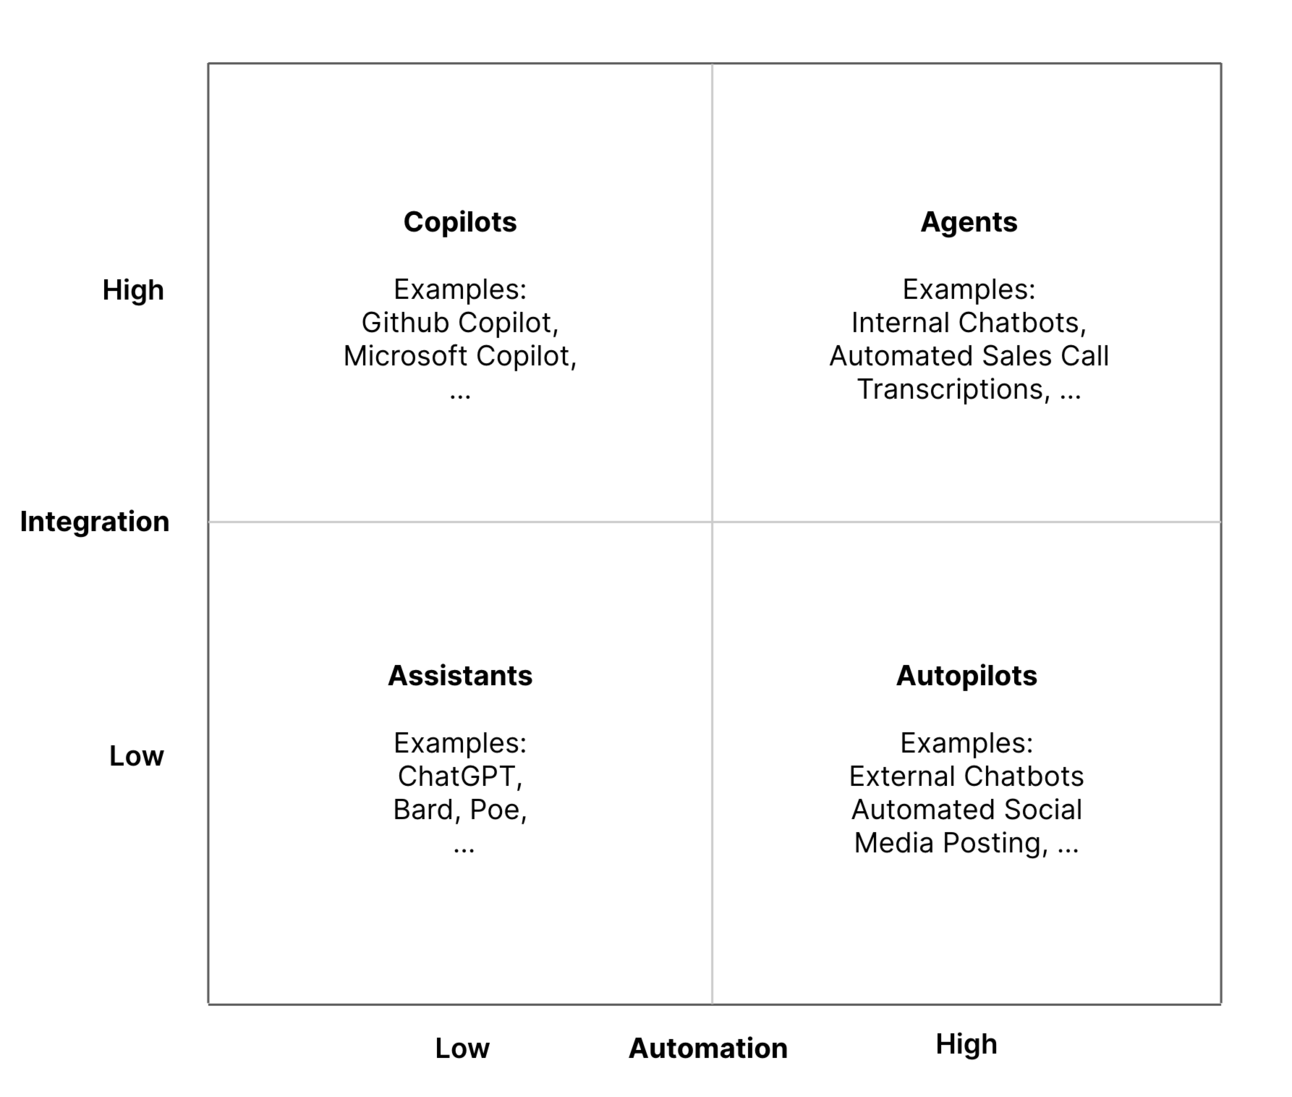 Copilots
Examples:
Github Copilot,
Microsoft Copilot,
...
Agents
Examples:
Internal Chatbots,
Automated Sales Call
Transcriptions, ...
High
Integration
Assistants
Examples:
ChatGPT,
Bard, Poe,
...
Autopilots
Examples:
External Chatbots
Automated Social
Media Posting, ...
Low
Low
Automation
High